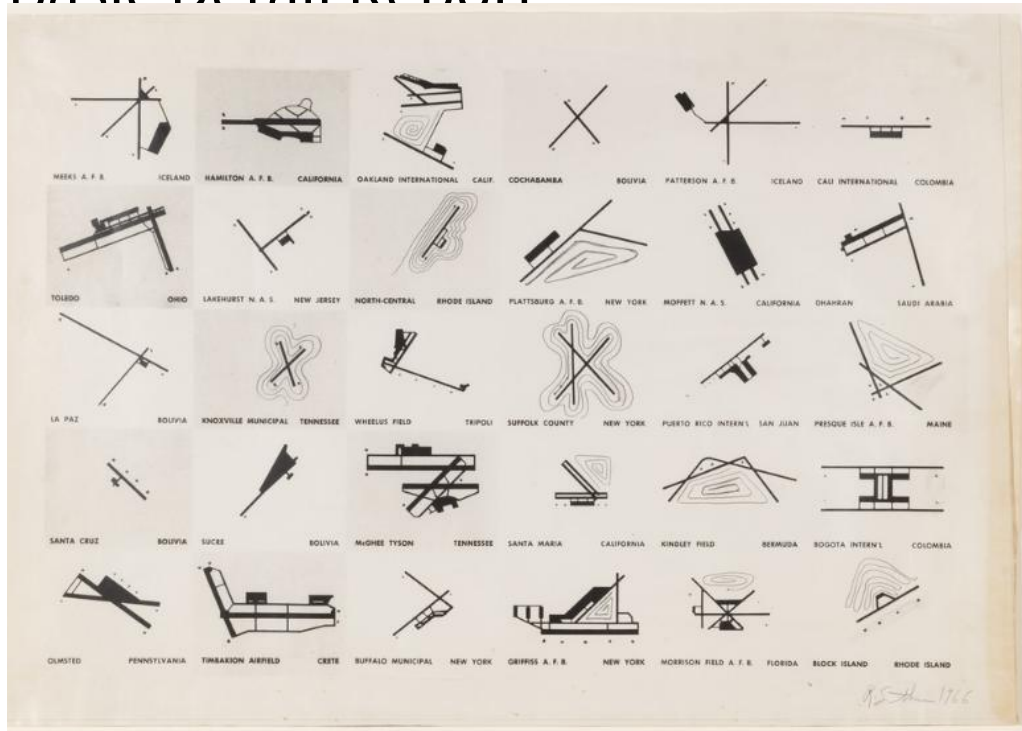 MEEKS A. F. B. ICELAND HAMILTON A. F. B. CALIFORNIA OAKLAND INTERNATIONAL CALIF. COCHABAMBA BOLIVIA PATTERSON A. F. B. ICELAND CALI INTERNATIONAL COLOMBIA
TOLEDO OHIO LAKEHURST N. A. S. NEW JERSEY NORTH-CENTRAL RHODE ISLAND PLATTSBURG A. F. B. NEW YORK MOFFETT N. A. S. CALIFORNIA DHAHRAN SAUDI ARABIA
LA PAZ BOLIVIA KNOXVILLE MUNICIPAL TENNESSEE WHEELUS FIELD TRIPOLI SUFFOLK COUNTY NEW YORK PUERTO RICO INTERN'L SAN JUAN PRESQUE ISLE A. F. B. MAINE
SANTA CRUZ BOLIVIA SUCRE BOLIVIA McGHEE TYSON TENNESSEE SANTA MARIA CALIFORNIA KINDLEY FIELD BERMUDA BOGOTA INTERN'L COLOMBIA
OLMSTED PENNSYLVANIA TIMBAKION AIRFIELD CRETE BUFFALO MUNICIPAL NEW YORK GRIFFISS A. F. B. NEW YORK MORRISON FIELD A. F. B. FLORIDA BLOCK ISLAND RHODE ISLAND
1966